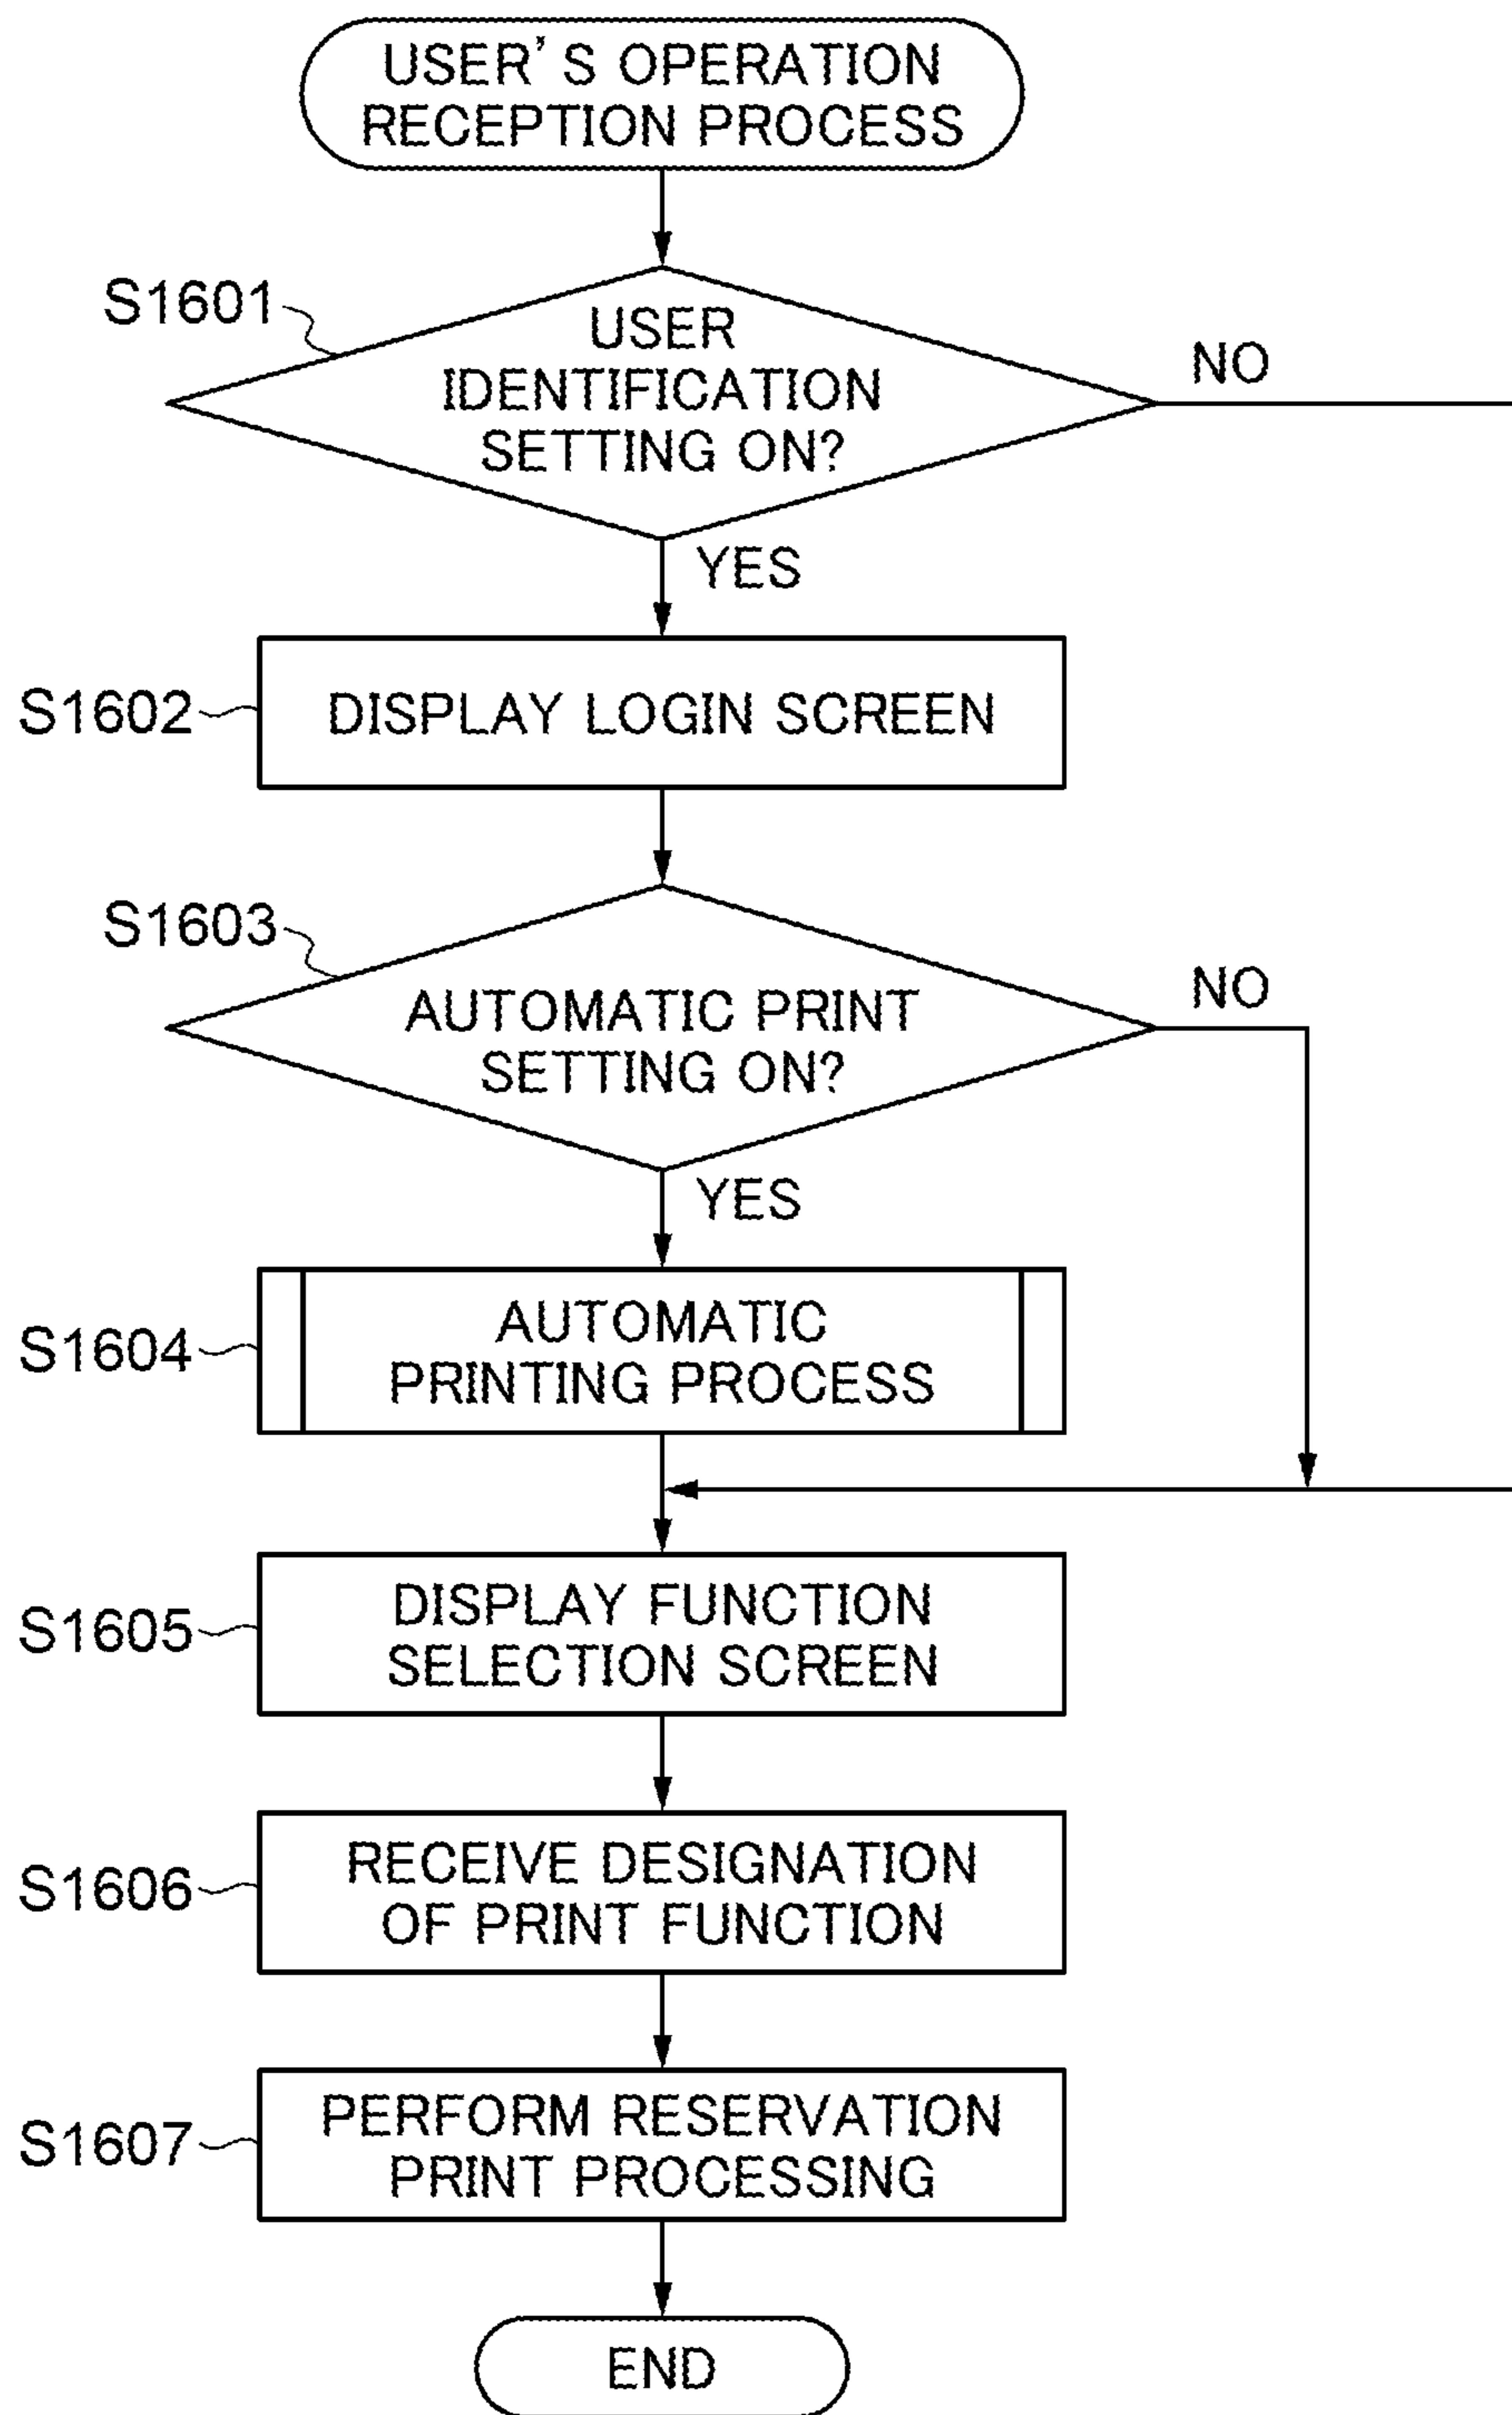 USER'S OPERATION
RECEPTION PROCESS
S1601
USER
IDENTIFICATION
SETTING ON?
NO
YES
S1602
DISPLAY LOGIN SCREEN
S1603
AUTOMATIC PRINT
SETTING ON?
NO
YES
S1604
AUTOMATIC
PRINTING PROCESS
S1605
DISPLAY FUNCTION
SELECTION SCREEN
S1606
RECEIVE DESIGNATION
OF PRINT FUNCTION
S1607
PERFORM RESERVATION
PRINT PROCESSING
END